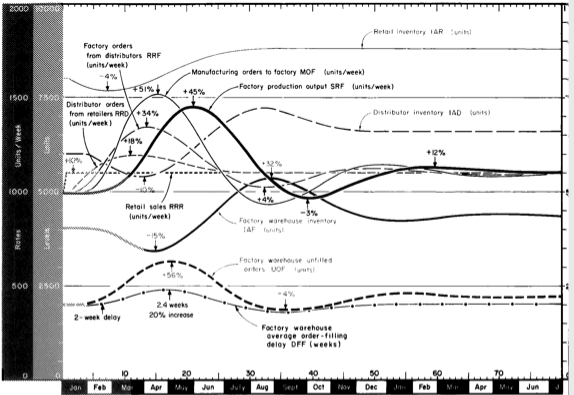 2000
Retail inventory IAR (units)
Factory orders
from distributors RRF
(units/week)
-4%
Manufacturing orders to factory MOF (units/week)
+51%
+45%
Factory production output SRF (units/week)
1500
7500
Distributor orders
from retailers RRD
(units/week)
+34%
Distributor inventory IAD (units)
+18%
+12%
+10%
+32%
-10%
Units/Week
units
1000
5000
Retail sales RRR
(units/week)
+4%
-3%
Factory warehouse inventory
IAF (units)
-15%
Rates
Levels
Factory warehouse unfilled
orders UOF (units)
+56%
500
2500
-4%
2-week delay
2.4 weeks
20% increase
Factory warehouse
average order-filling
delay DFF (weeks)
0
0
10
20
30
40
50
60
70
80
Jan
Feb
Mar
Apr
May
Jun
July
Aug
Sept
Oct
Nov
Dec
Jan
Feb
Mar
Apr
May
Jun
J